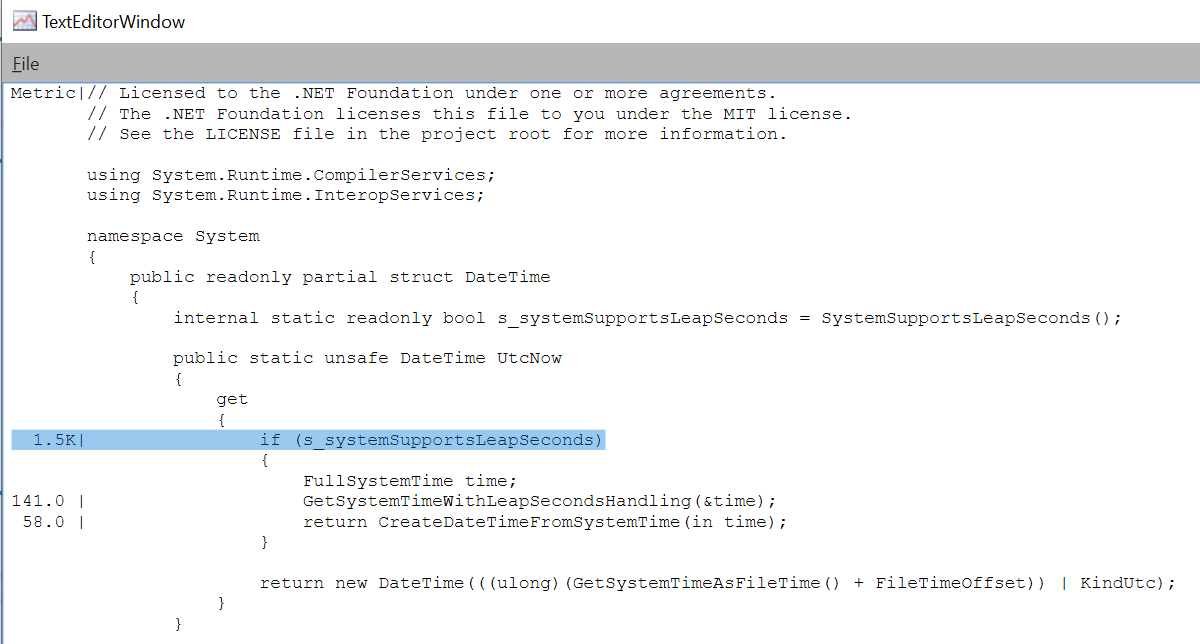 TextEditorWindow
File
Metric|// Licensed to the .NET Foundation under one or more agreements.
// The .NET Foundation licenses this file to you under the MIT license.
// See the LICENSE file in the project root for more information.
using System.Runtime.CompilerServices;
using System.Runtime.InteropServices;
namespace System
{
public readonly partial struct DateTime
{
internal static readonly bool s_systemSupportsLeapSeconds = SystemSupportsLeapSeconds();
public static unsafe DateTime UtcNow
{
get
{
1.5K| if (s_systemSupportsLeapSeconds)
{
FullSystemTime time;
141.0 | GetSystemTimeWithLeapSecondsHandling(&time);
58.0 | return CreateDateTimeFromSystemTime(in time);
}
return new DateTime(((ulong)(GetSystemTimeAsFileTime() + FileTimeOffset)) | KindUtc);
}
}